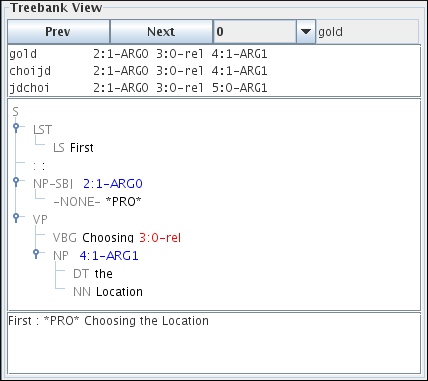 Treebank View
Prev Next 0 gold
gold 2:1-ARG0 3:0-rel 4:1-ARG1
choijd 2:1-ARG0 3:0-rel 4:1-ARG1
jdchoi 2:1-ARG0 3:0-rel 5:0-ARG1
S
LST
LS First
: :
NP-SBJ 2:1-ARG0
-NONE- *PRO*
VP
VBG Choosing 3:0-rel
NP 4:1-ARG1
DT the
NN Location
First : *PRO* Choosing the Location